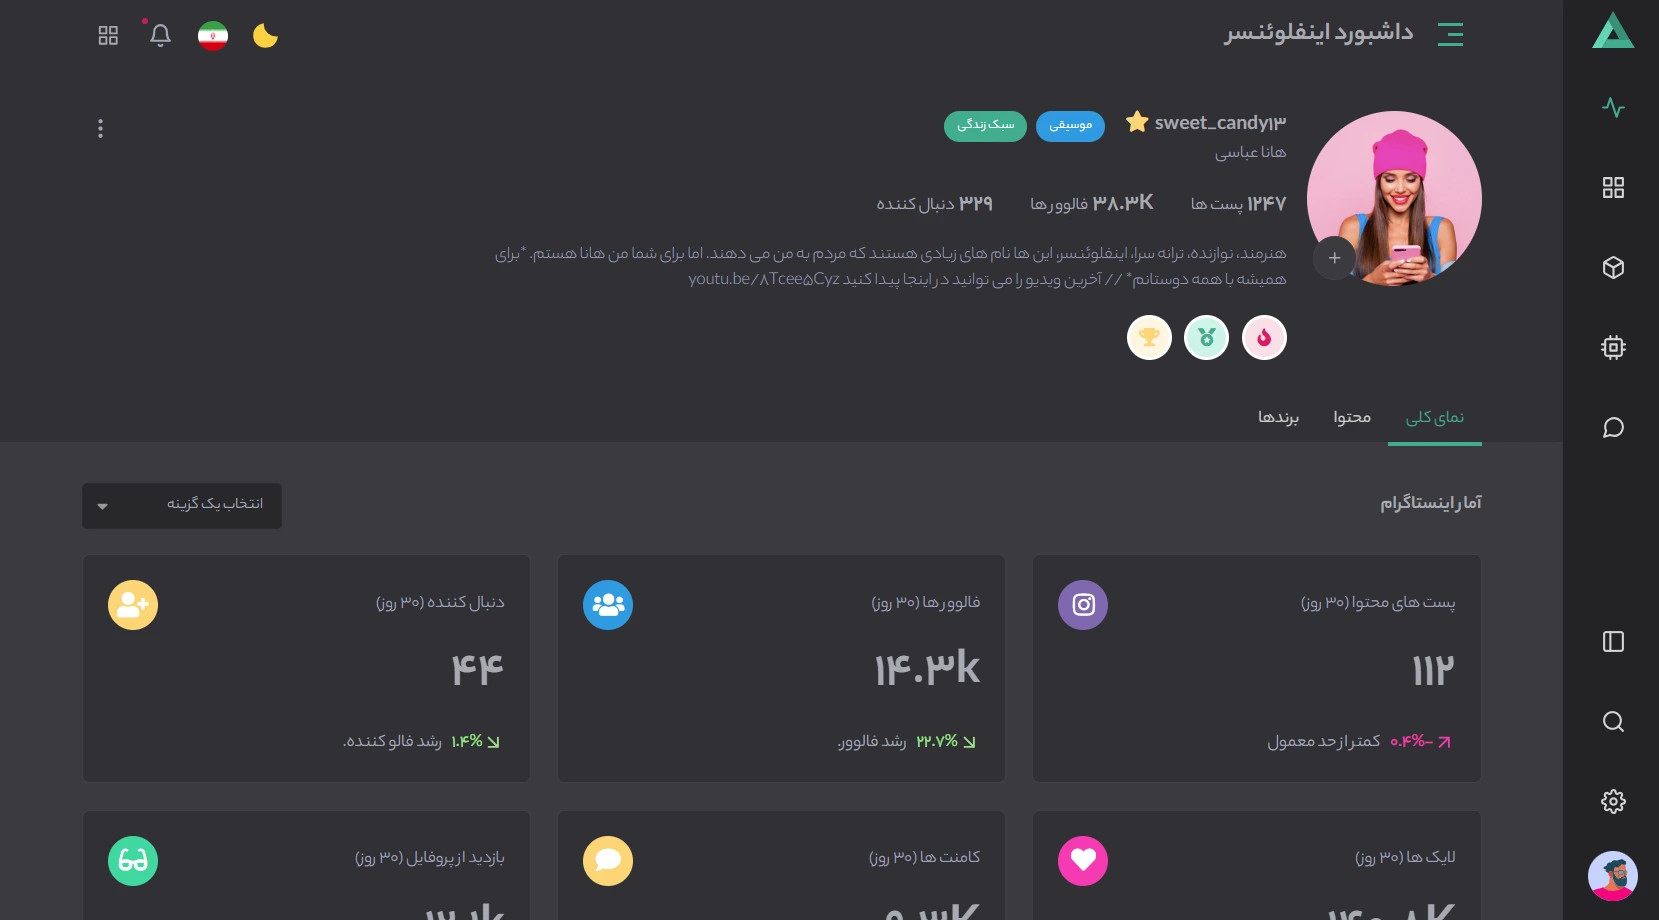 داشبورد اینفلوئنسر
sweet_candy۱۳
موسیقی
سبک زندگی
هانا عباسی
۱۲۴۷ پست ها
۳۸.۳K فالوور ها
۳۲۹ دنبال کننده
هنرمند، نوازنده، ترانه سرا، اینفلوئنسر، این ها نام های زیادی هستند که مردم به من می دهند. اما برای شما من هانا هستم. *برای
همیشه با همه دوستانم* // آخرین ویدیو را می توانید در اینجا پیدا کنید youtu.be/۸Tcee۵Cyz
نمای کلی
محتوا
برندها
آمار اینستاگرام
انتخاب یک گزینه
پست های محتوا (۳۰ روز)
۱۱۲
-۰.۴% کمتر از حد معمول
فالوور ها (۳۰ روز)
۱۴.۳k
۲۲.۷% رشد فالوور.
دنبال کننده (۳۰ روز)
۴۴
۱.۴% رشد فالو کننده.
لایک ها (۳۰ روز)
کامنت ها (۳۰ روز)
بازدید از پروفایل (۳۰ روز)